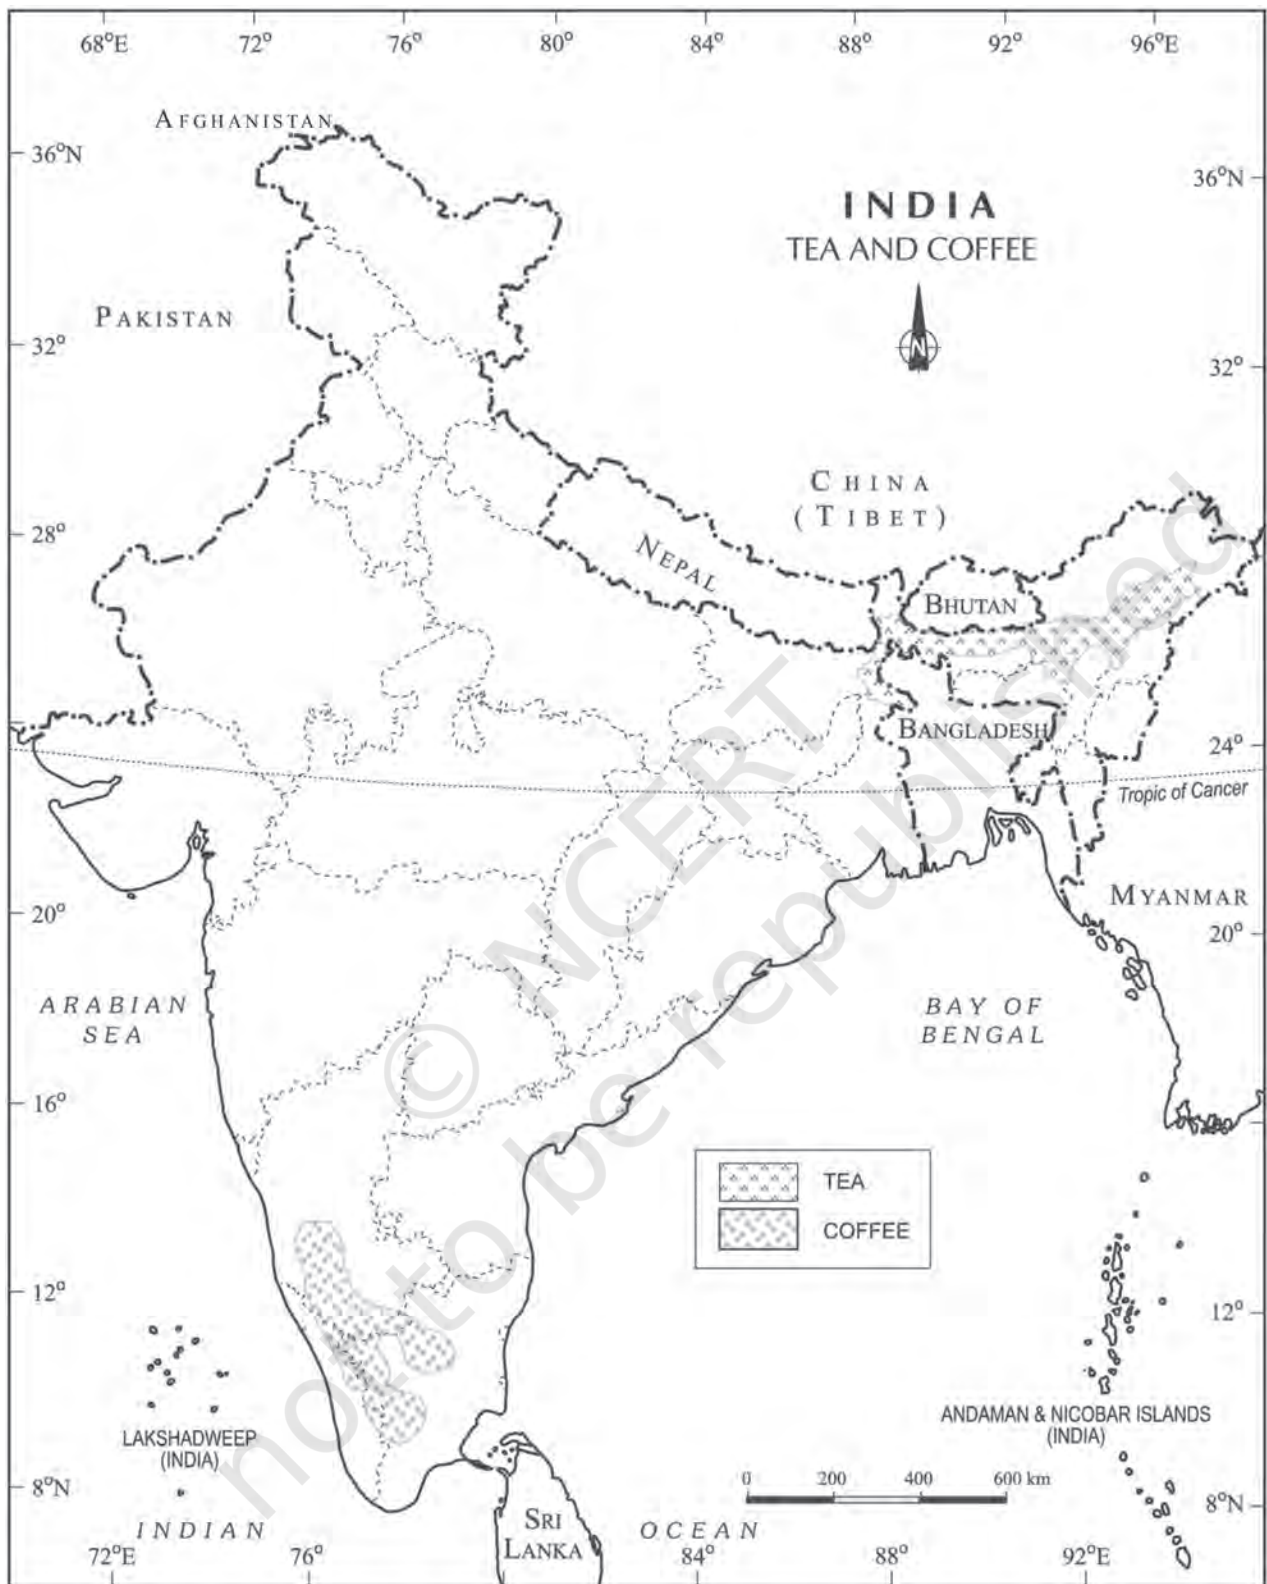 68°E 72° 76° 80° 84° 88° 92° 96°E
AFGHANISTAN
36°N
36°N
INDIA
TEA AND COFFEE
PAKISTAN
N
32°
32°
CHINA
(TIBET)
28°
NEPAL
BHUTAN
BANGLADESH
24°
Tropic of Cancer
MYANMAR
20°
20°
ARABIAN
SEA
BAY OF
BENGAL
16°
TEA
COFFEE
12°
12°
LAKSHADWEEP
(INDIA)
ANDAMAN & NICOBAR ISLANDS
(INDIA)
8°N
0 200 400 600 km
8°N
INDIAN
OCEAN
SRI
LANKA
72°E 76° 84° 88° 92°E
© NCERT
not to be republished